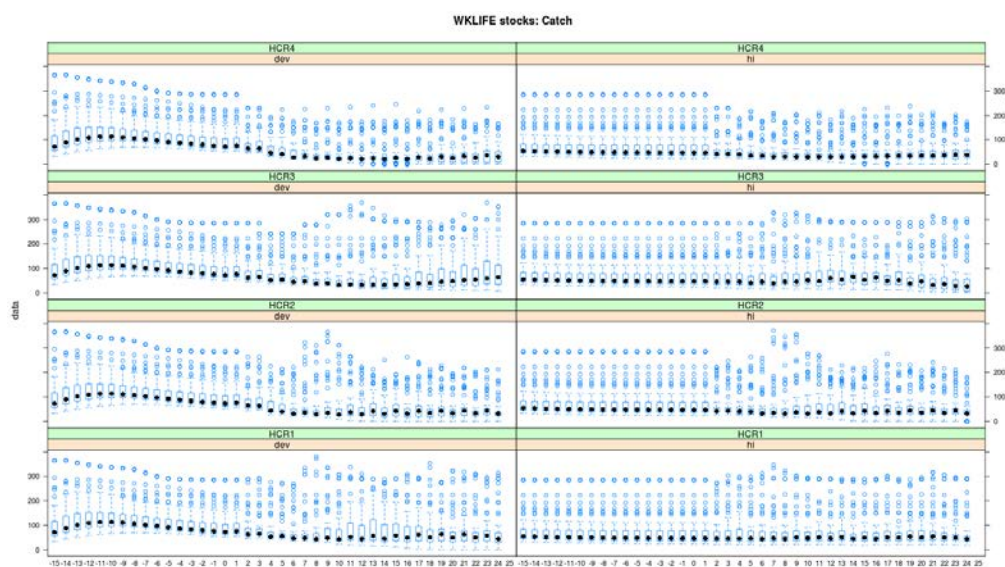 WKLIFE stocks: Catch
HCR4 HCR4
dev hi
300
200
100
0
HCR3 HCR3
dev hi
300
200
100
0
HCR2 HCR2
dev hi
300
200
100
0
HCR1 HCR1
dev hi
300
200
100
0
data
-15 -14 -13 -12 -11 -10 -9 -8 -7 -6 -5 -4 -3 -2 -1 0 1 2 3 4 5 6 7 8 9 10 11 12 13 14 15 16 17 18 19 20 21 22 23 24 25 -15 -14 -13 -12 -11 -10 -9 -8 -7 -6 -5 -4 -3 -2 -1 0 1 2 3 4 5 6 7 8 9 10 11 12 13 14 15 16 17 18 19 20 21 22 23 24 25